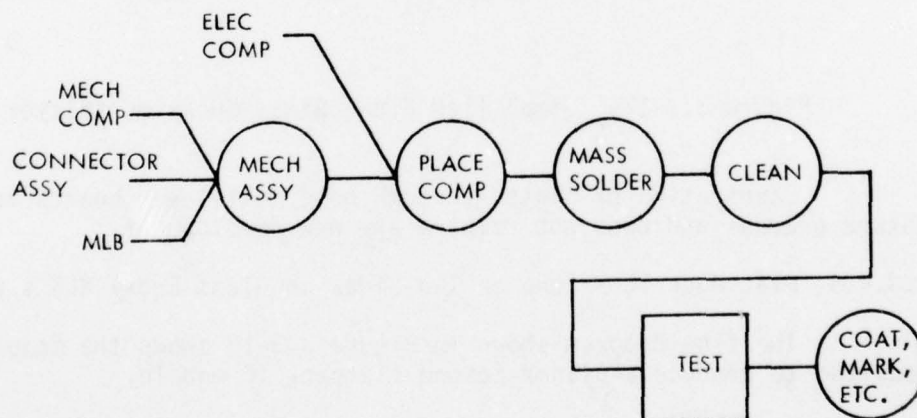 ELEC
COMP
MECH
COMP
CONNECTOR
ASSY
MLB
MECH
ASSY
PLACE
COMP
MASS
SOLDER
CLEAN
TEST
COAT,
MARK,
ETC.